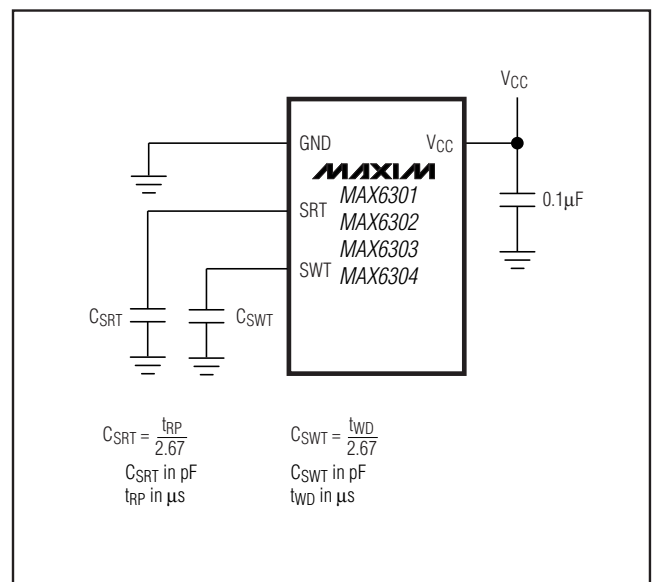 VCC
GND VCC
MAXIM
MAX6301
SRT
MAX6302
MAX6303
SWT MAX6304
0.1µF
CSRT CSWT
CSRT = tRP/2.67
CSRT in pF
tRP in µs
CSWT = tWD/2.67
CSWT in pF
tWD in µs